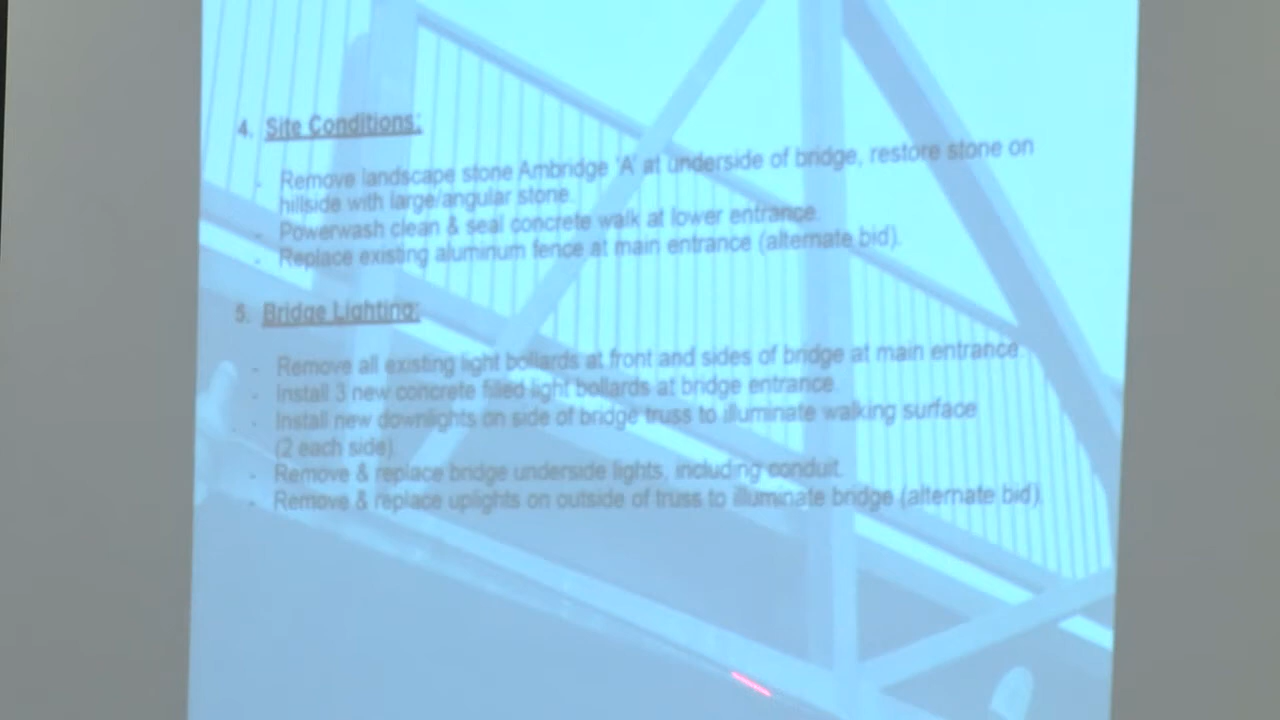 4. Site Conditions:
- Remove landscape stone Ambridge 'A' at underside of bridge, restore stone on
hillside with large/angular stone.
- Powerwash clean & seal concrete walk at lower entrance.
- Replace existing aluminum fence at main entrance (alternate bid).
5. Bridge Lighting:
- Remove all existing light bollards at front and sides of bridge at main entrance.
- Install 3 new concrete filled light bollards at bridge entrance.
- Install new downlights on side of bridge truss to illuminate walking surface
(2 each side).
- Remove & replace bridge underside lights, including conduit.
- Remove & replace uplights on outside of truss to illuminate bridge (alternate bid).